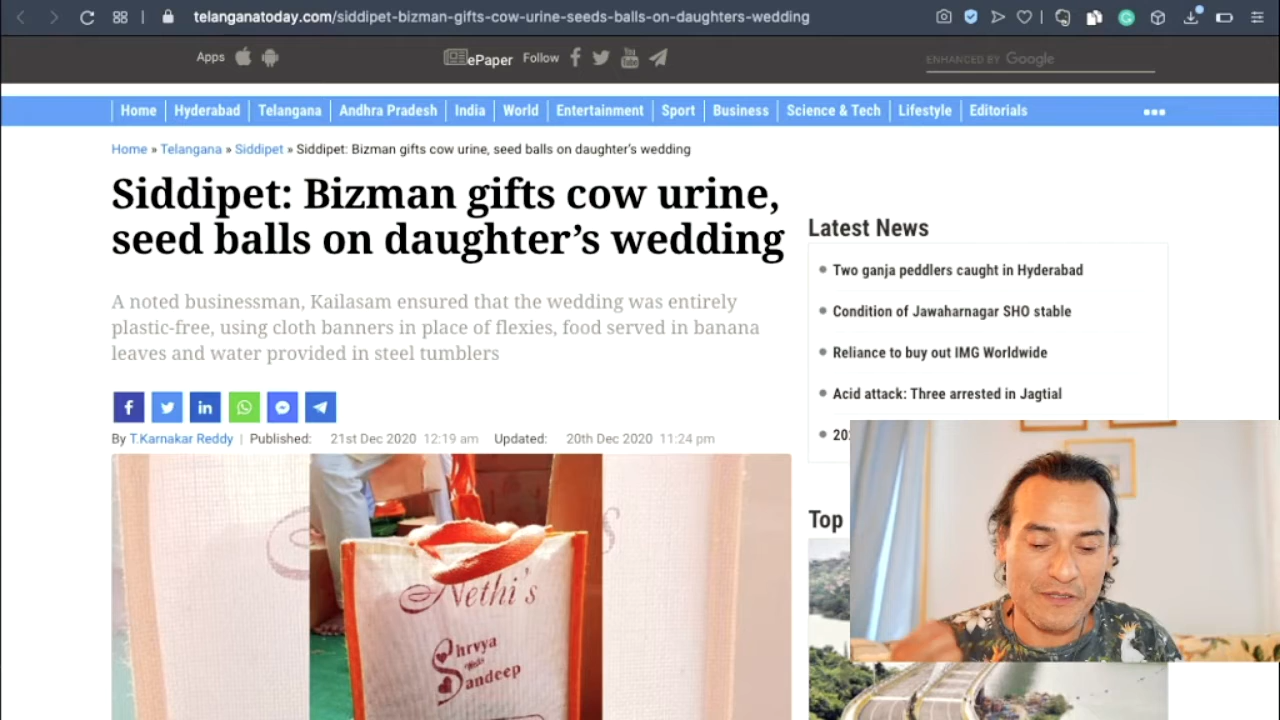 telanganatoday.com/siddipet-bizman-gifts-cow-urine-seeds-balls-on-daughters-wedding
Apps
ePaper
Follow
You
Tube
ENHANCED BY Google
Home
Hyderabad
Telangana
Andhra Pradesh
India
World
Entertainment
Sport
Business
Science & Tech
Lifestyle
Editorials
Home » Telangana » Siddipet » Siddipet: Bizman gifts cow urine, seed balls on daughter’s wedding
Siddipet: Bizman gifts cow urine,
seed balls on daughter’s wedding
A noted businessman, Kailasam ensured that the wedding was entirely
plastic-free, using cloth banners in place of flexies, food served in banana
leaves and water provided in steel tumblers
By T.Karnakar Reddy | Published: 21st Dec 2020 12:19 am Updated: 20th Dec 2020 11:24 pm
Nethi's
Shrvya
With
Sandeep
Latest News
Two ganja peddlers caught in Hyderabad
Condition of Jawaharnagar SHO stable
Reliance to buy out IMG Worldwide
Acid attack: Three arrested in Jagtial
Top